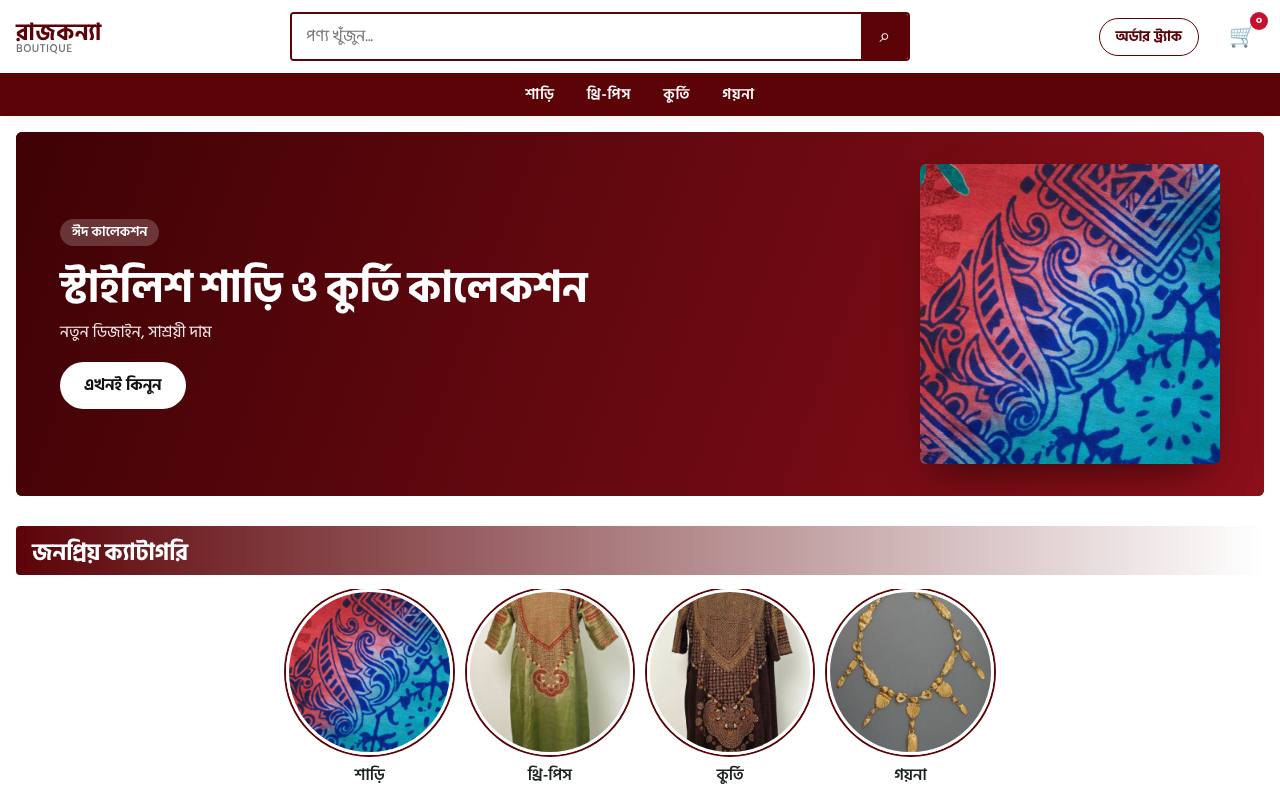 রাজকন্যা
BOUTIQUE
পণ্য খুঁজুন...
অর্ডার ট্র্যাক
০
শাড়ি থ্রি-পিস কুর্তি গয়না
ঈদ কালেকশন
স্টাইলিশ শাড়ি ও কুর্তি কালেকশন
নতুন ডিজাইন, সাশ্রয়ী দাম
এখনই কিনুন
জনপ্রিয় ক্যাটাগরি
শাড়ি থ্রি-পিস কুর্তি গয়না